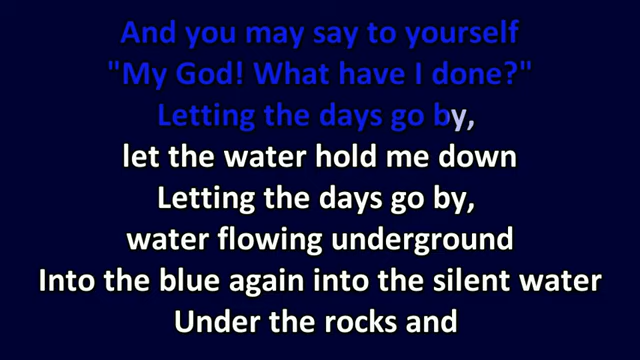 And you may say to yourself
"My God! What have I done?"
Letting the days go by,
let the water hold me down
Letting the days go by,
water flowing underground
Into the blue again into the silent water
Under the rocks and